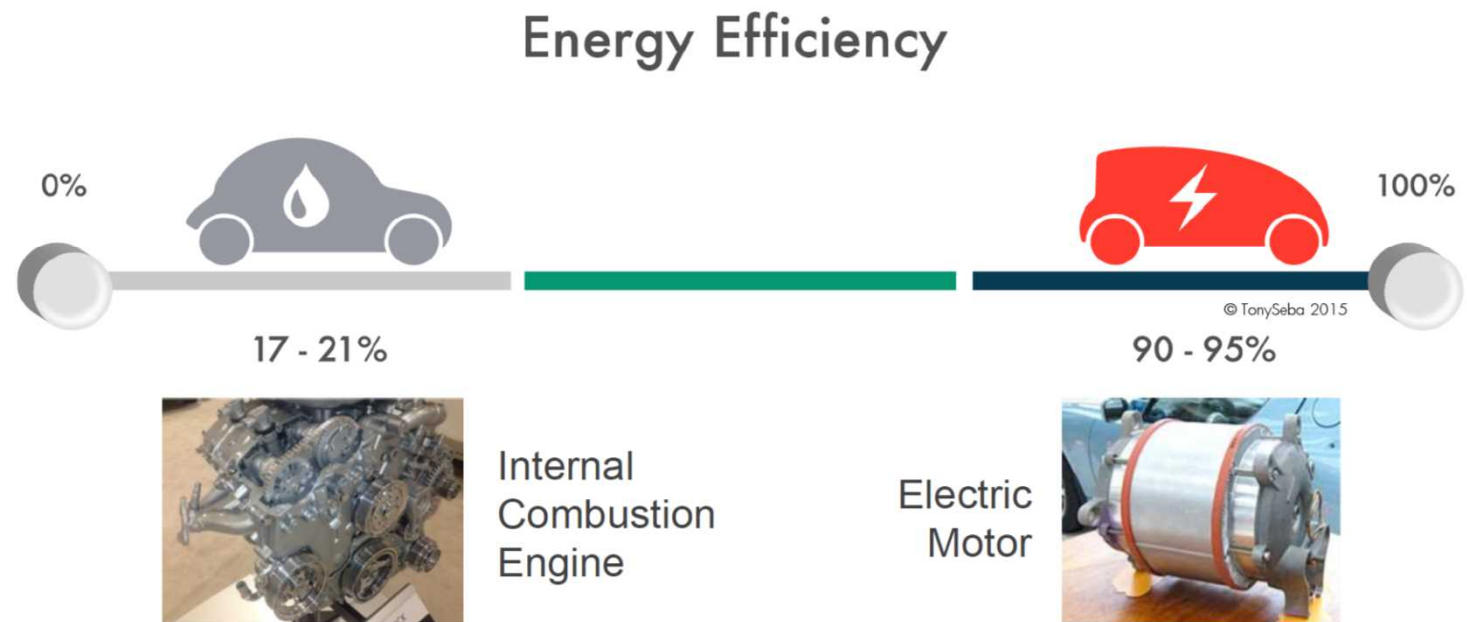 Energy Efficiency
0%
100%
© TonySeba 2015
17 - 21%
90 - 95%
Internal
Combustion
Engine
Electric
Motor